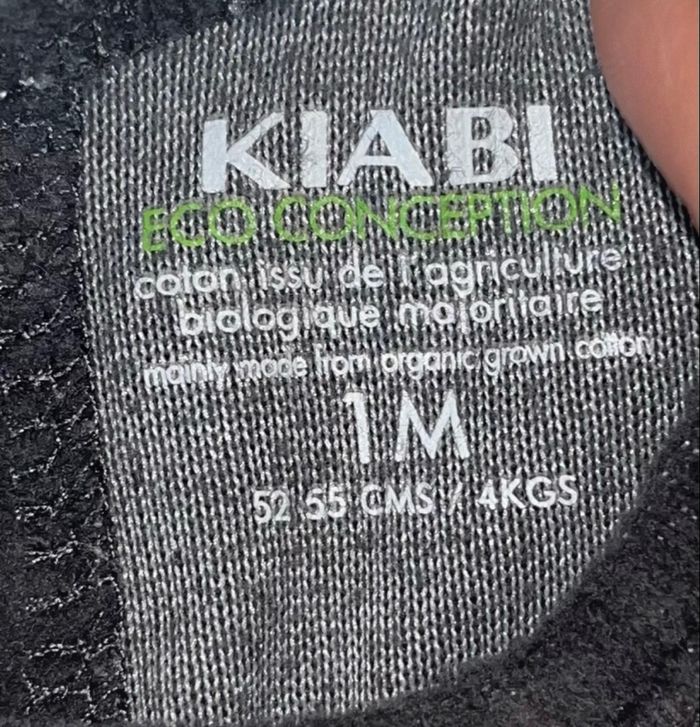 KIABI
ECO CONCEPTION
coton issu de l'agriculture
biologique majoritaire
mainly made from organic grown cotton
1M
52 55 CMS / 4KGS